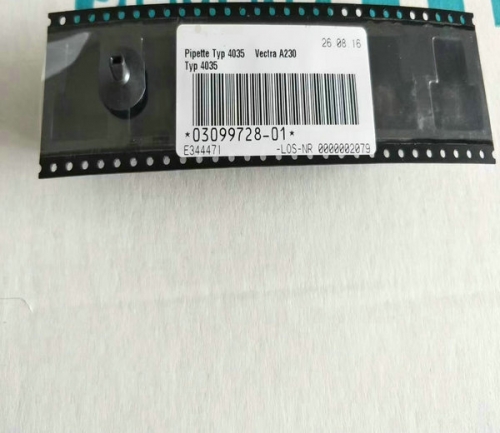 26 08 16
Pipette Typ 4035 Vectra A230
Typ 4035
*03099728-01*
E344471 -LOS-NR 0000002079